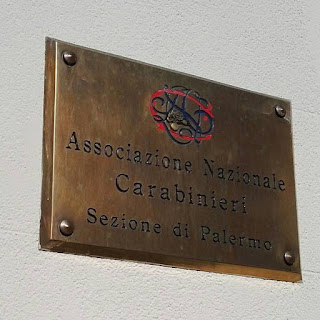 Associazione Nazionale
Carabinieri
Sezione di Palermo